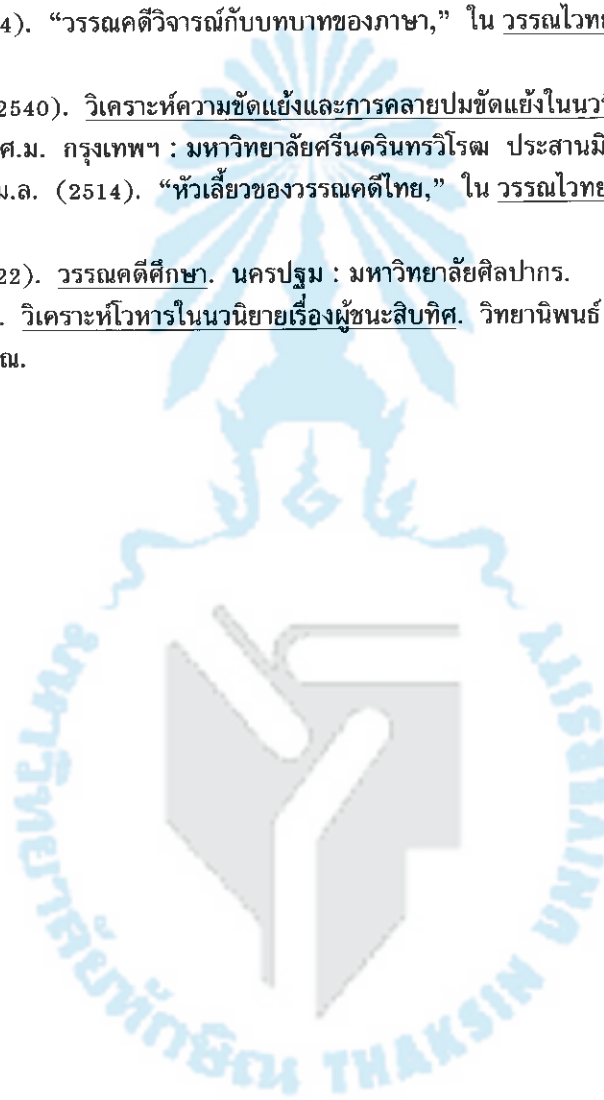 4). “วรรณคดีวิจารณ์กับบทบาทของภาษา,” ใน วรรณไวทย
2540). วิเคราะห์ความขัดแย้งและการคลายปมขัดแย้งในนว
ศ.ม. กรุงเทพฯ : มหาวิทยาลัยศรีนครินทรวิโรฒ ประสานมิ
ม.ล. (2514). “หัวเลี้ยวของวรรณคดีไทย,” ใน วรรณไวทย
22). วรรณคดีศึกษา. นครปฐม : มหาวิทยาลัยศิลปากร.
. วิเคราะห์โวหารในนวนิยายเรื่องผู้ชนะสิบทิศ. วิทยานิพนธ์
ณ.
มหาวิทยาลัยทักษิณ THAKSIN UNIVERSITY